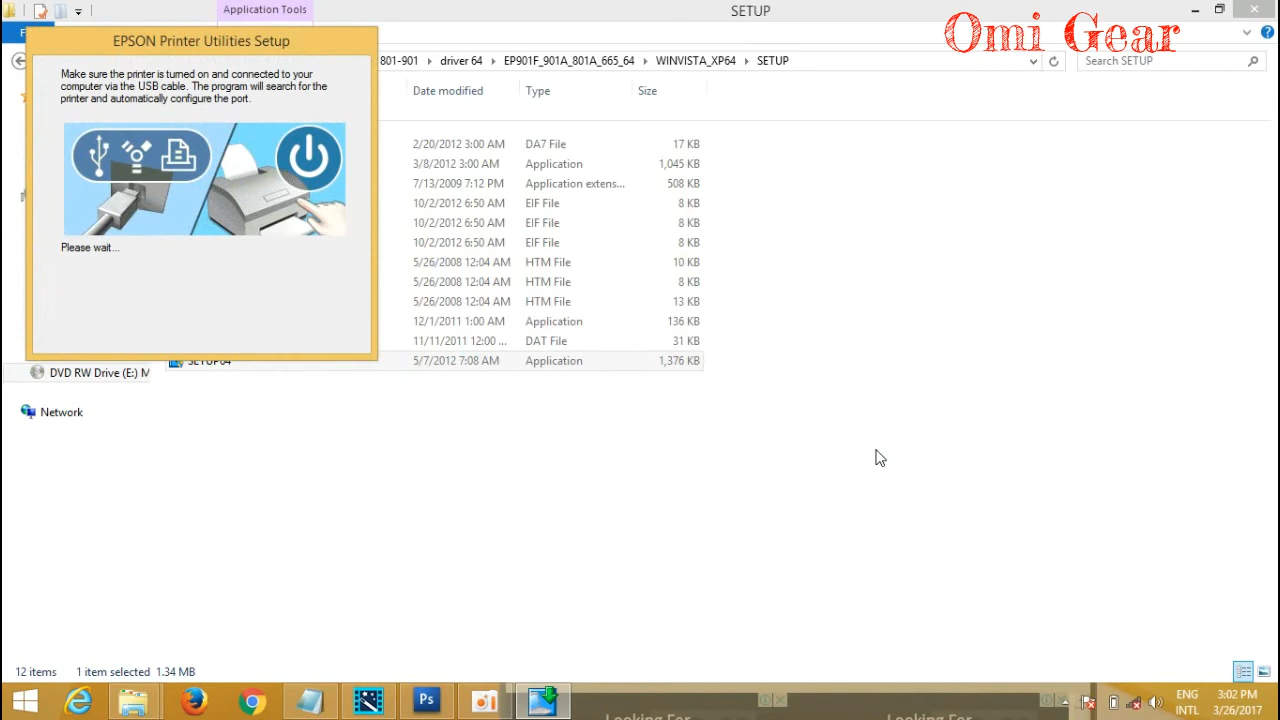 Application Tools
SETUP
Omi Gear
F
EPSON Printer Utilities Setup
801-901 driver 64 EP901F_901A_801A_665_64 WINVISTA_XP64 SETUP
Search SETUP
Make sure the printer is turned on and connected to your
computer via the USB cable. The program will search for the
printer and automatically configure the port.
Please wait...
Date modified Type Size
2/20/2012 3:00 AM DA7 File 17 KB
3/8/2012 3:00 AM Application 1,045 KB
7/13/2009 7:12 PM Application extens... 508 KB
10/2/2012 6:50 AM EIF File 8 KB
10/2/2012 6:50 AM EIF File 8 KB
10/2/2012 6:50 AM EIF File 8 KB
5/26/2008 12:04 AM HTM File 10 KB
5/26/2008 12:04 AM HTM File 8 KB
5/26/2008 12:04 AM HTM File 13 KB
12/1/2011 1:00 AM Application 136 KB
11/11/2011 12:00 ... DAT File 31 KB
SETUP64 5/7/2012 7:08 AM Application 1,376 KB
DVD RW Drive (E:) M
Network
12 items 1 item selected 1.34 MB
Ps
Looking For
Looking For
ENG
INTL
3:02 PM
3/26/2017